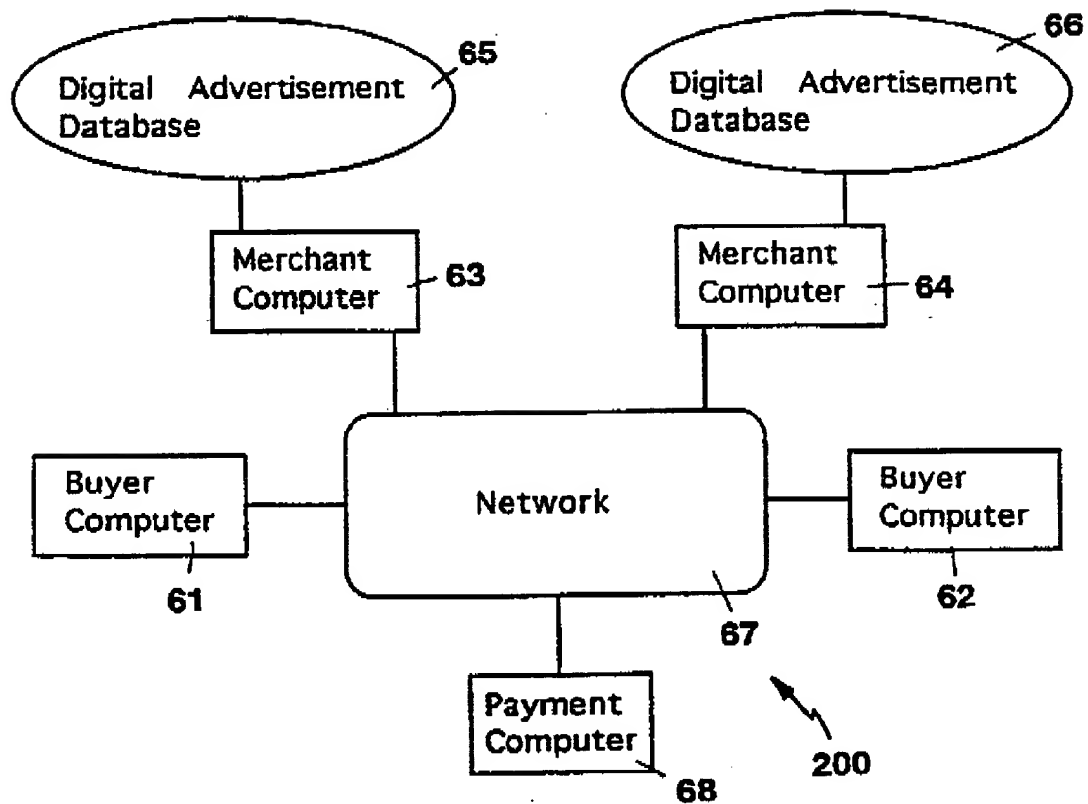 65
Digital Advertisement
Database
66
Digital Advertisement
Database
Merchant
Computer
63
Merchant
Computer
64
Buyer
Computer
61
Network
67
Buyer
Computer
62
Payment
Computer
68
200